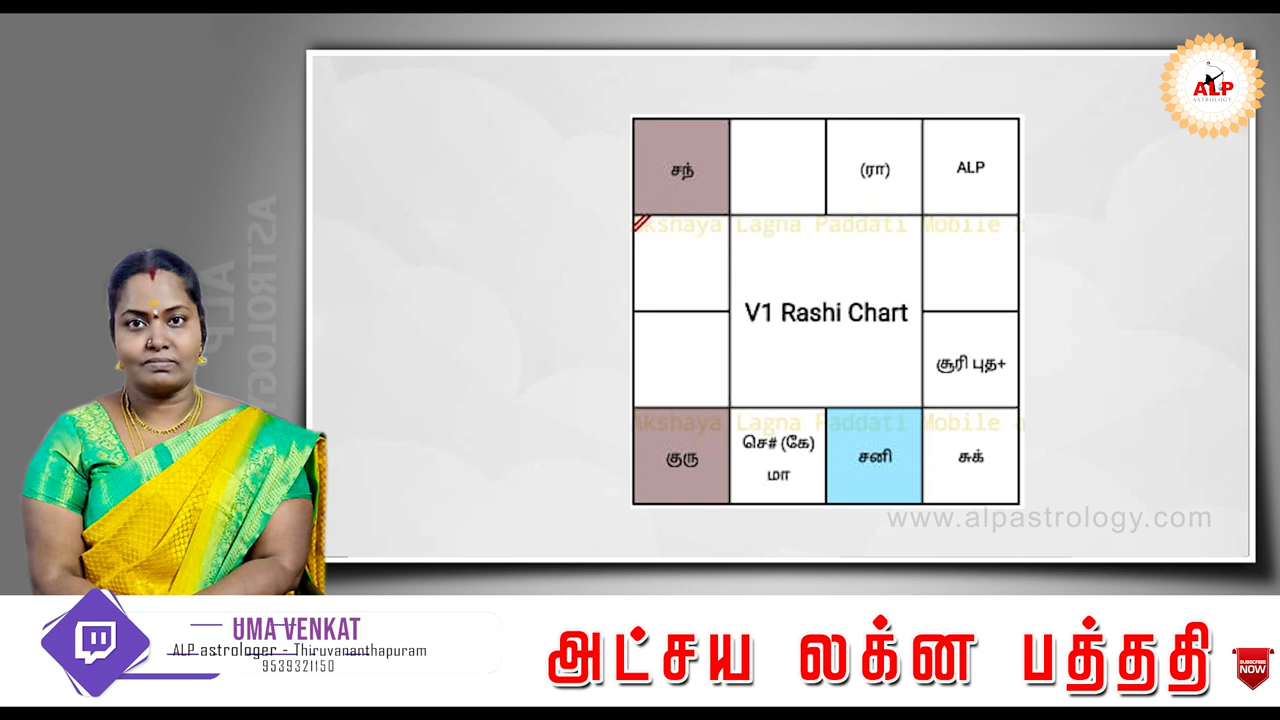 ALP
ASTROLOGY
சந்
(ரா)
ALP
Akshaya Lagna Paddati Mobile a
V1 Rashi Chart
சூரி புத+
Akshaya Lagna Paddati Mobile a
குரு
செ# (கே)
மா
சனி
சுக்
www.alpastrology.com
ALP
ASTROLOGY
UMA VENKAT
ALP astrologer - Thiruvananthapuram
9539321150
அட்சய லக்ன பத்ததி
SUBSCRIBE
NOW